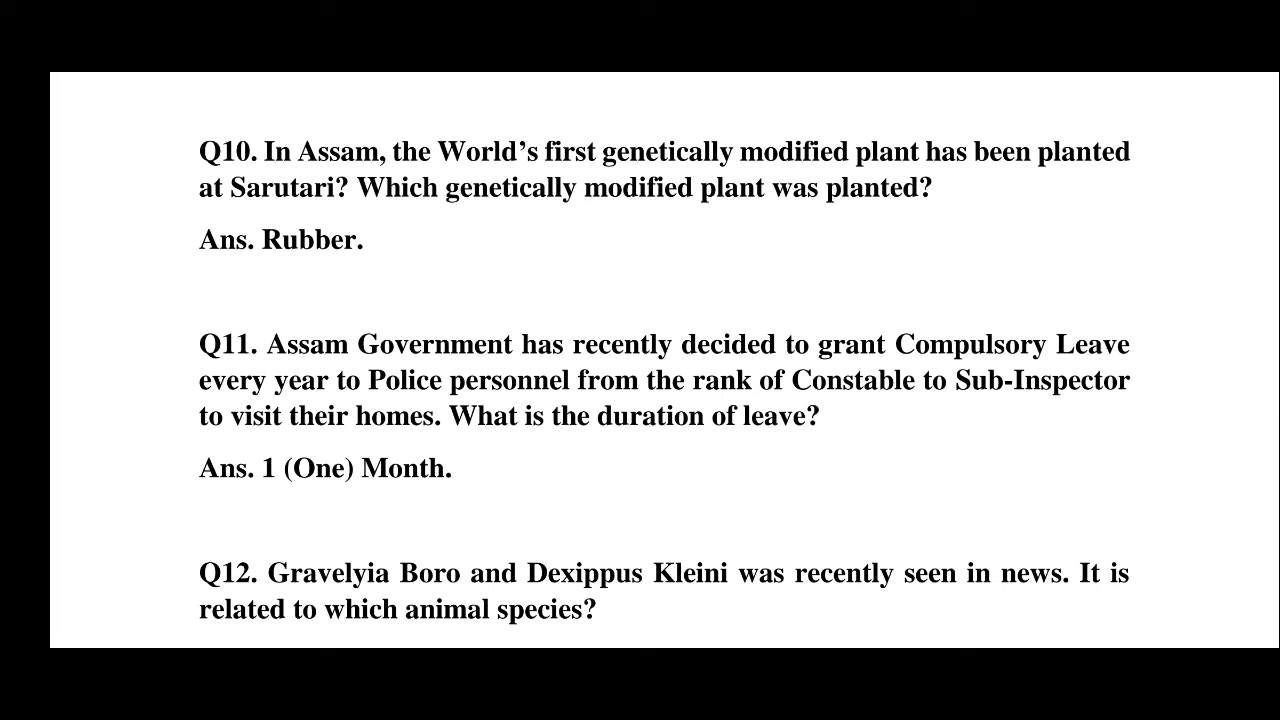 Q10. In Assam, the World’s first genetically modified plant has been planted
at Sarutari? Which genetically modified plant was planted?
Ans. Rubber.
Q11. Assam Government has recently decided to grant Compulsory Leave
every year to Police personnel from the rank of Constable to Sub-Inspector
to visit their homes. What is the duration of leave?
Ans. 1 (One) Month.
Q12. Gravelyia Boro and Dexippus Kleini was recently seen in news. It is
related to which animal species?